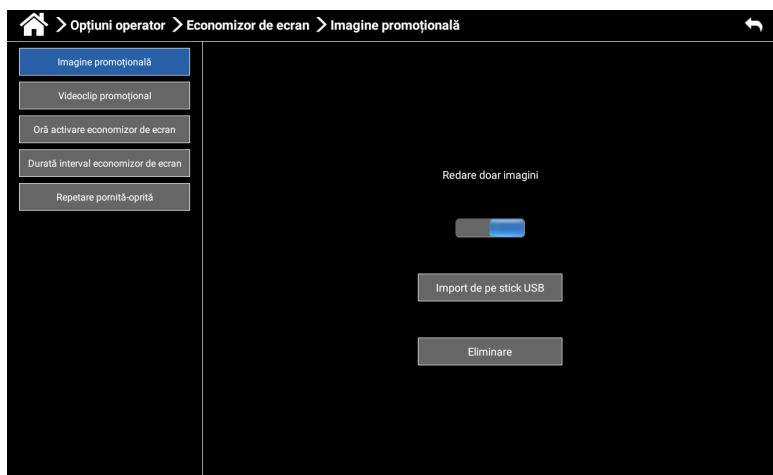 Opțiuni operator > Economizor de ecran > Imagine promoțională
Imagine promoțională
Videoclip promoțional
Oră activare economizor de ecran
Durată interval economizor de ecran
Repetare pornită-oprită
Redare doar imagini
Import de pe stick USB
Eliminare